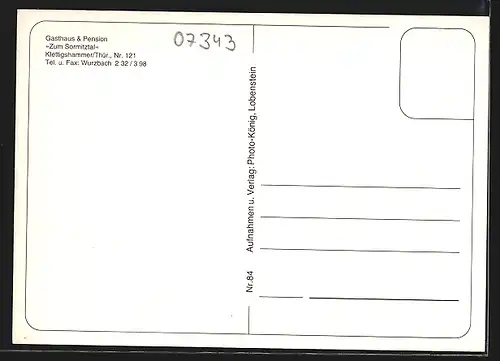 Gasthaus & Pension
»Zum Sormitztal«
Klettigshammer/Thür., Nr. 121
Tel. u. Fax: Wurzbach 2 32 / 3 98
07343
Nr. 84 Aufnahmen u. Verlag: Photo-König, Lobenstein